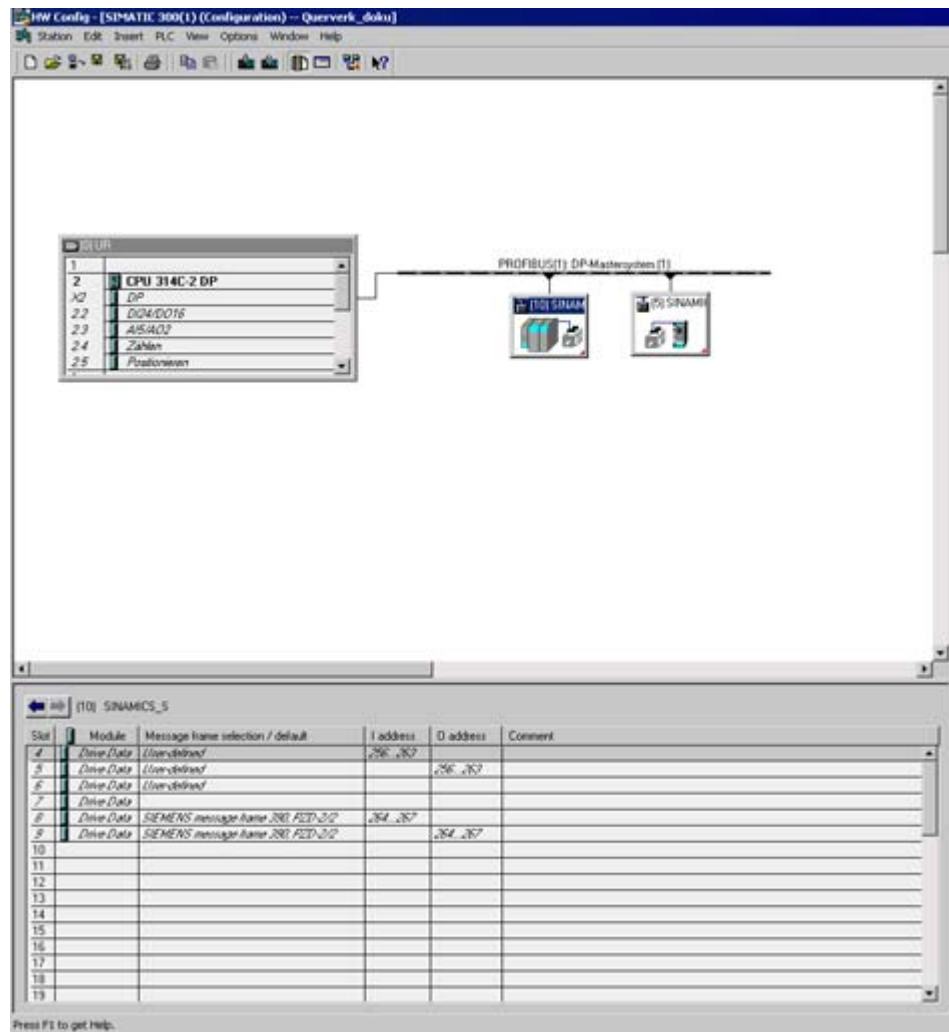 HW Config - [SIMATIC 300(1) (Configuration) -- Querverk_doku]
Station Edit Insert PLC View Options Window Help
(0) UR
1
2 CPU 314C-2 DP
X2 DP
2.2 DI24/DO16
2.3 AI5/AO2
2.4 Zählen
2.5 Positionieren
PROFIBUS(1): DP-Mastersystem (1)
(10) SINAM
(5) SINAMI
(10) SINAMICS_S
Slot Module Message frame selection / default I address O address Comment
4 Drive Data User-defined 256...263
5 Drive Data User-defined 256...263
6 Drive Data User-defined
7 Drive Data
8 Drive Data SIEMENS message frame 390, PZD-2/2 264...267
9 Drive Data SIEMENS message frame 390, PZD-2/2 264...267
10
11
12
13
14
15
16
17
18
19
Press F1 to get Help.